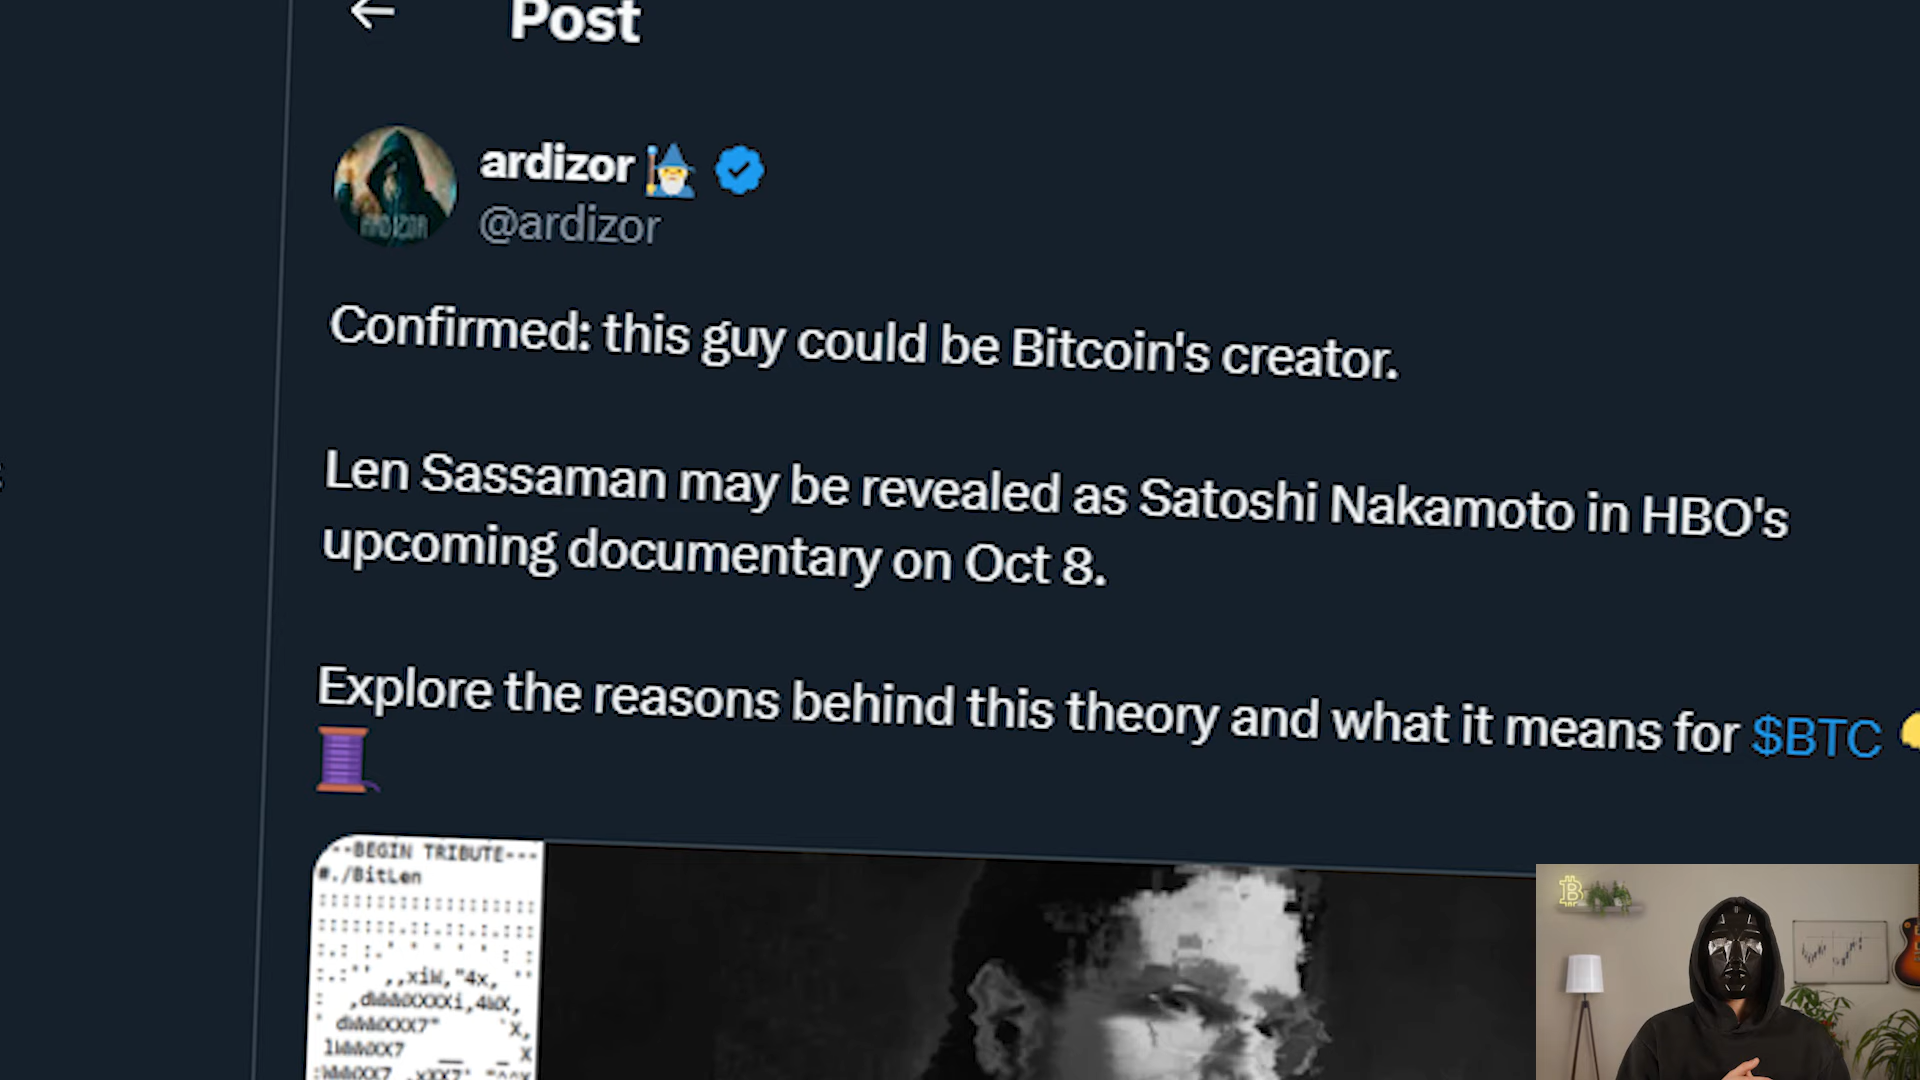 Post
ardizor
@ardizor
Confirmed: this guy could be Bitcoin's creator.
Len Sassaman may be revealed as Satoshi Nakamoto in HBO's
upcoming documentary on Oct 8.
Explore the reasons behind this theory and what it means for $BTC
--BEGIN TRIBUTE---
#./BitLen